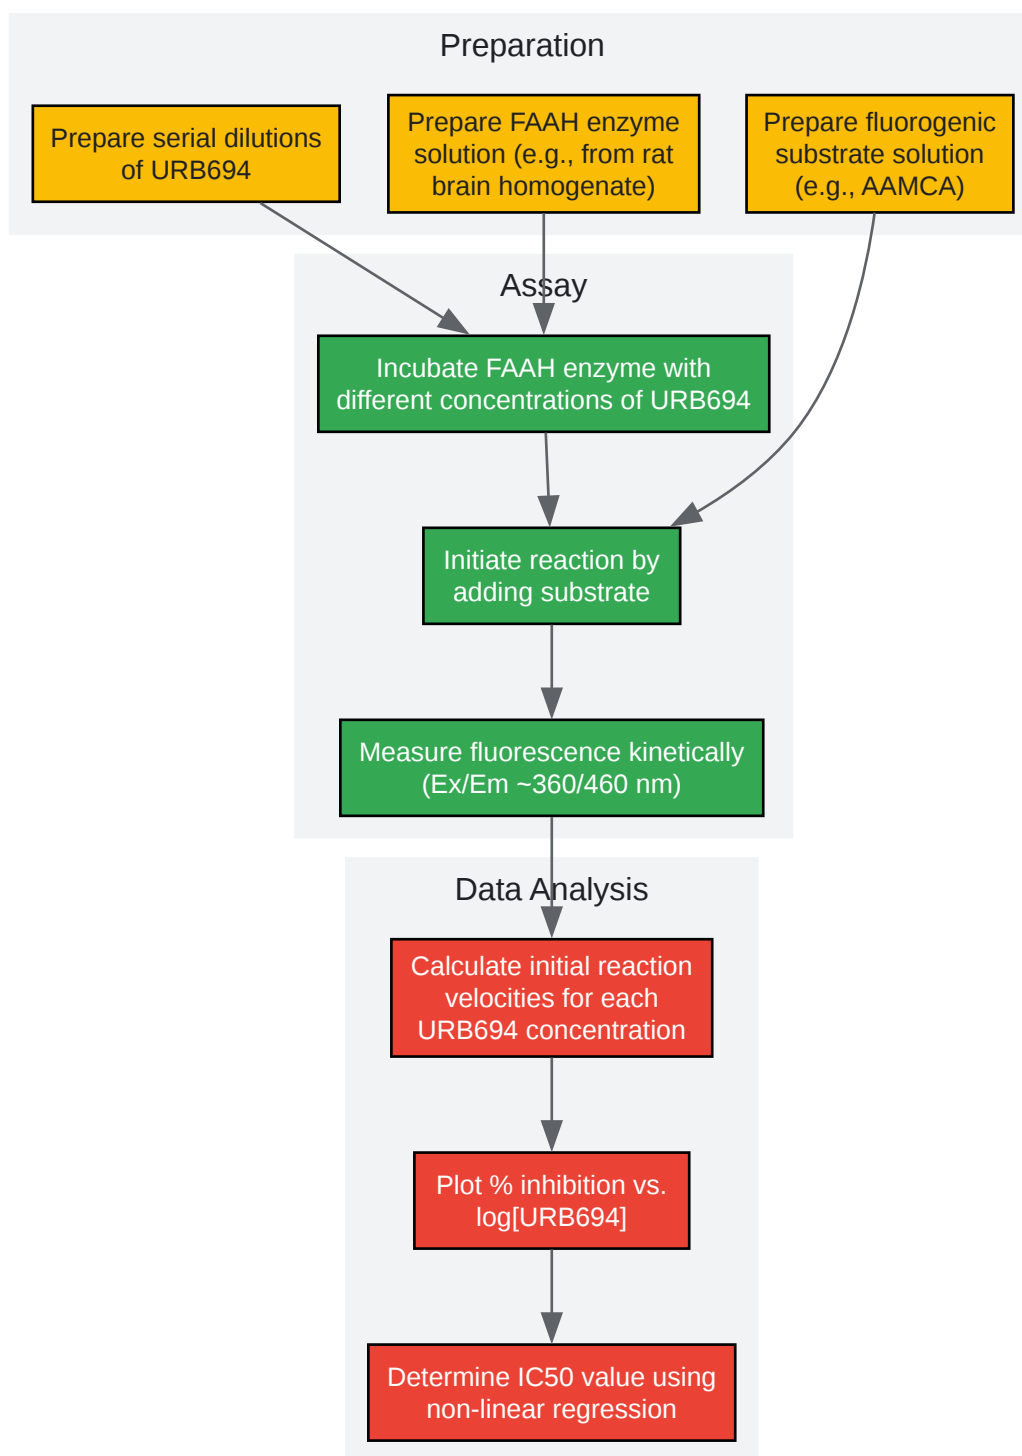 Preparation
Prepare serial dilutions
of URB694
Prepare FAAH enzyme
solution (e.g., from rat
brain homogenate)
Prepare fluorogenic
substrate solution
(e.g., AAMCA)
Assay
Incubate FAAH enzyme with
different concentrations of URB694
Initiate reaction by
adding substrate
Measure fluorescence kinetically
(Ex/Em ~360/460 nm)
Data Analysis
Calculate initial reaction
velocities for each
URB694 concentration
Plot % inhibition vs.
log[URB694]
Determine IC50 value using
non-linear regression